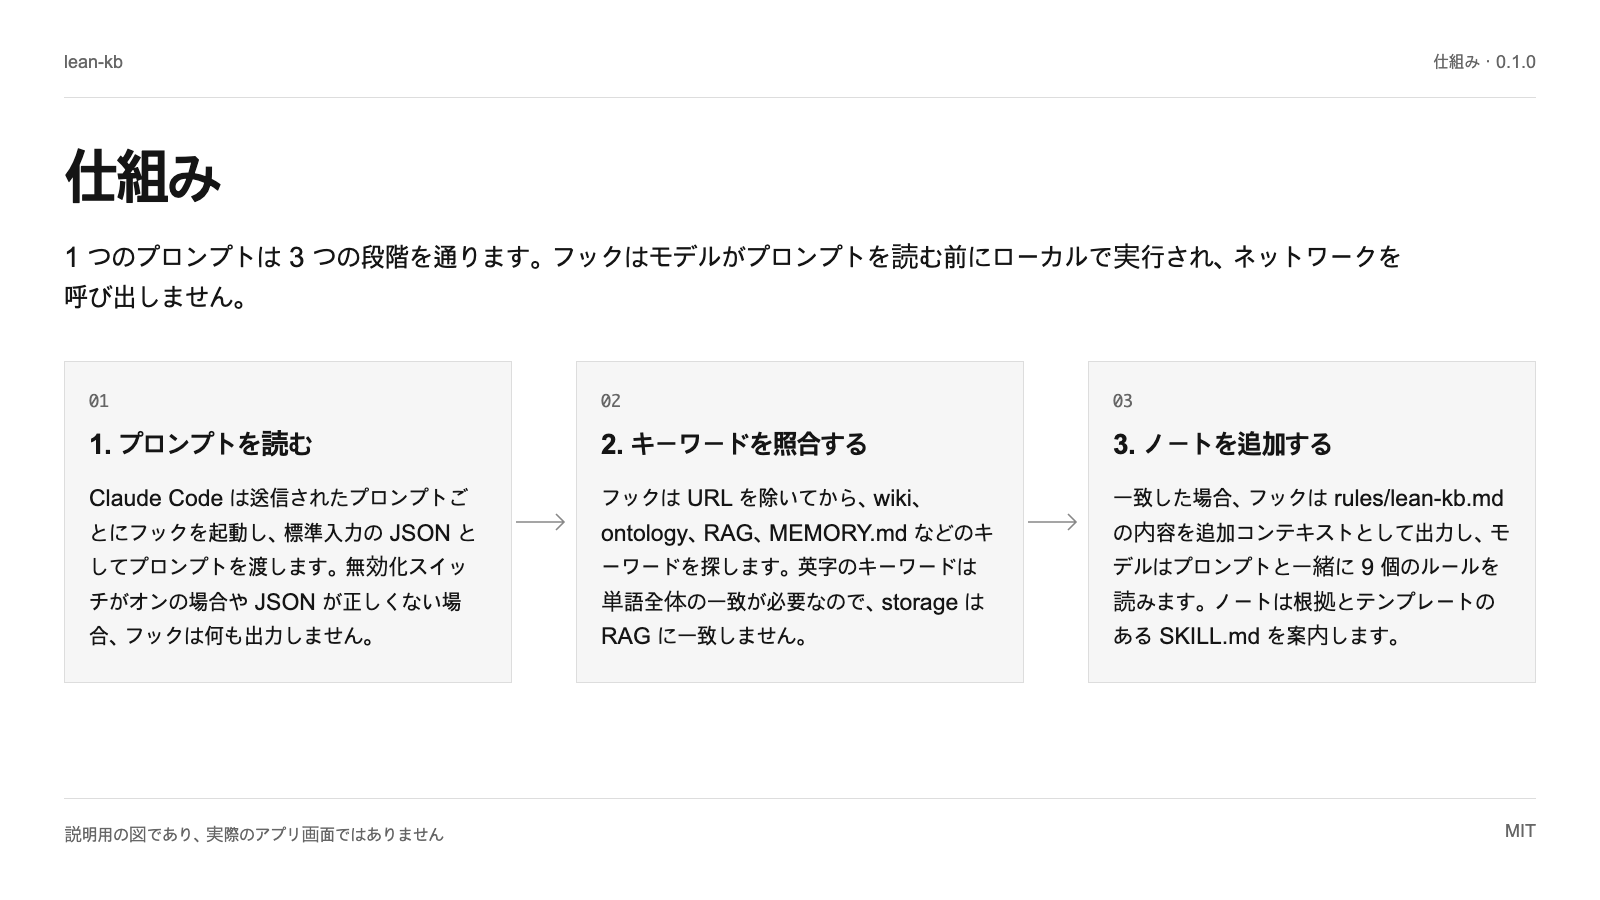 lean-kb
仕組み · 0.1.0
仕組み
1 つのプロンプトは 3 つの段階を通ります。フックはモデルがプロンプトを読む前にローカルで実行され、ネットワークを
呼び出しません。
01
1. プロンプトを読む
Claude Code は送信されたプロンプトご
とにフックを起動し、標準入力の JSON と
してプロンプトを渡します。無効化スイッ
チがオンの場合や JSON が正しくない場
合、フックは何も出力しません。
02
2. キーワードを照合する
フックは URL を除いてから、wiki、
ontology、RAG、MEMORY.md などのキ
ーワードを探します。英字のキーワードは
単語全体の一致が必要なので、storage は
RAG に一致しません。
03
3. ノートを追加する
一致した場合、フックは rules/lean-kb.md
の内容を追加コンテキストとして出力し、モ
デルはプロンプトと一緒に 9 個のルールを
読みます。ノートは根拠とテンプレートの
ある SKILL.md を案内します。
説明用の図であり、実際のアプリ画面ではありません
MIT